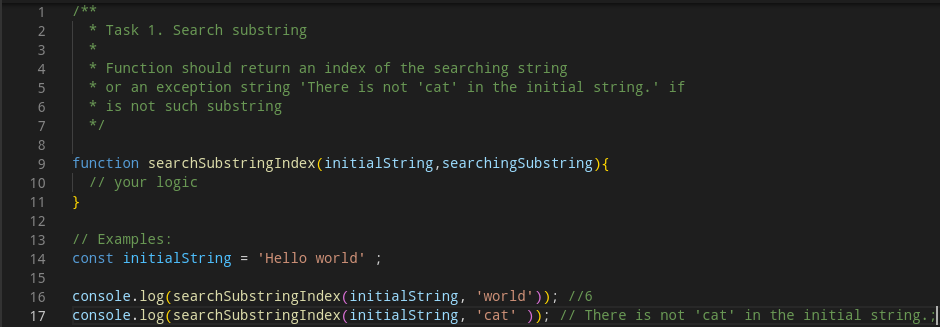 1 /**
2 * Task 1. Search substring
3 *
4 * Function should return an index of the searching string
5 * or an exception string 'There is not 'cat' in the initial string.' if
6 * is not such substring
7 */
8
9 function searchSubstringIndex(initialString,searchingSubstring){
10 // your logic
11 }
12
13 // Examples:
14 const initialString = 'Hello world' ;
15
16 console.log(searchSubstringIndex(initialString, 'world')); //6
17 console.log(searchSubstringIndex(initialString, 'cat' )); // There is not 'cat' in the initial string.;